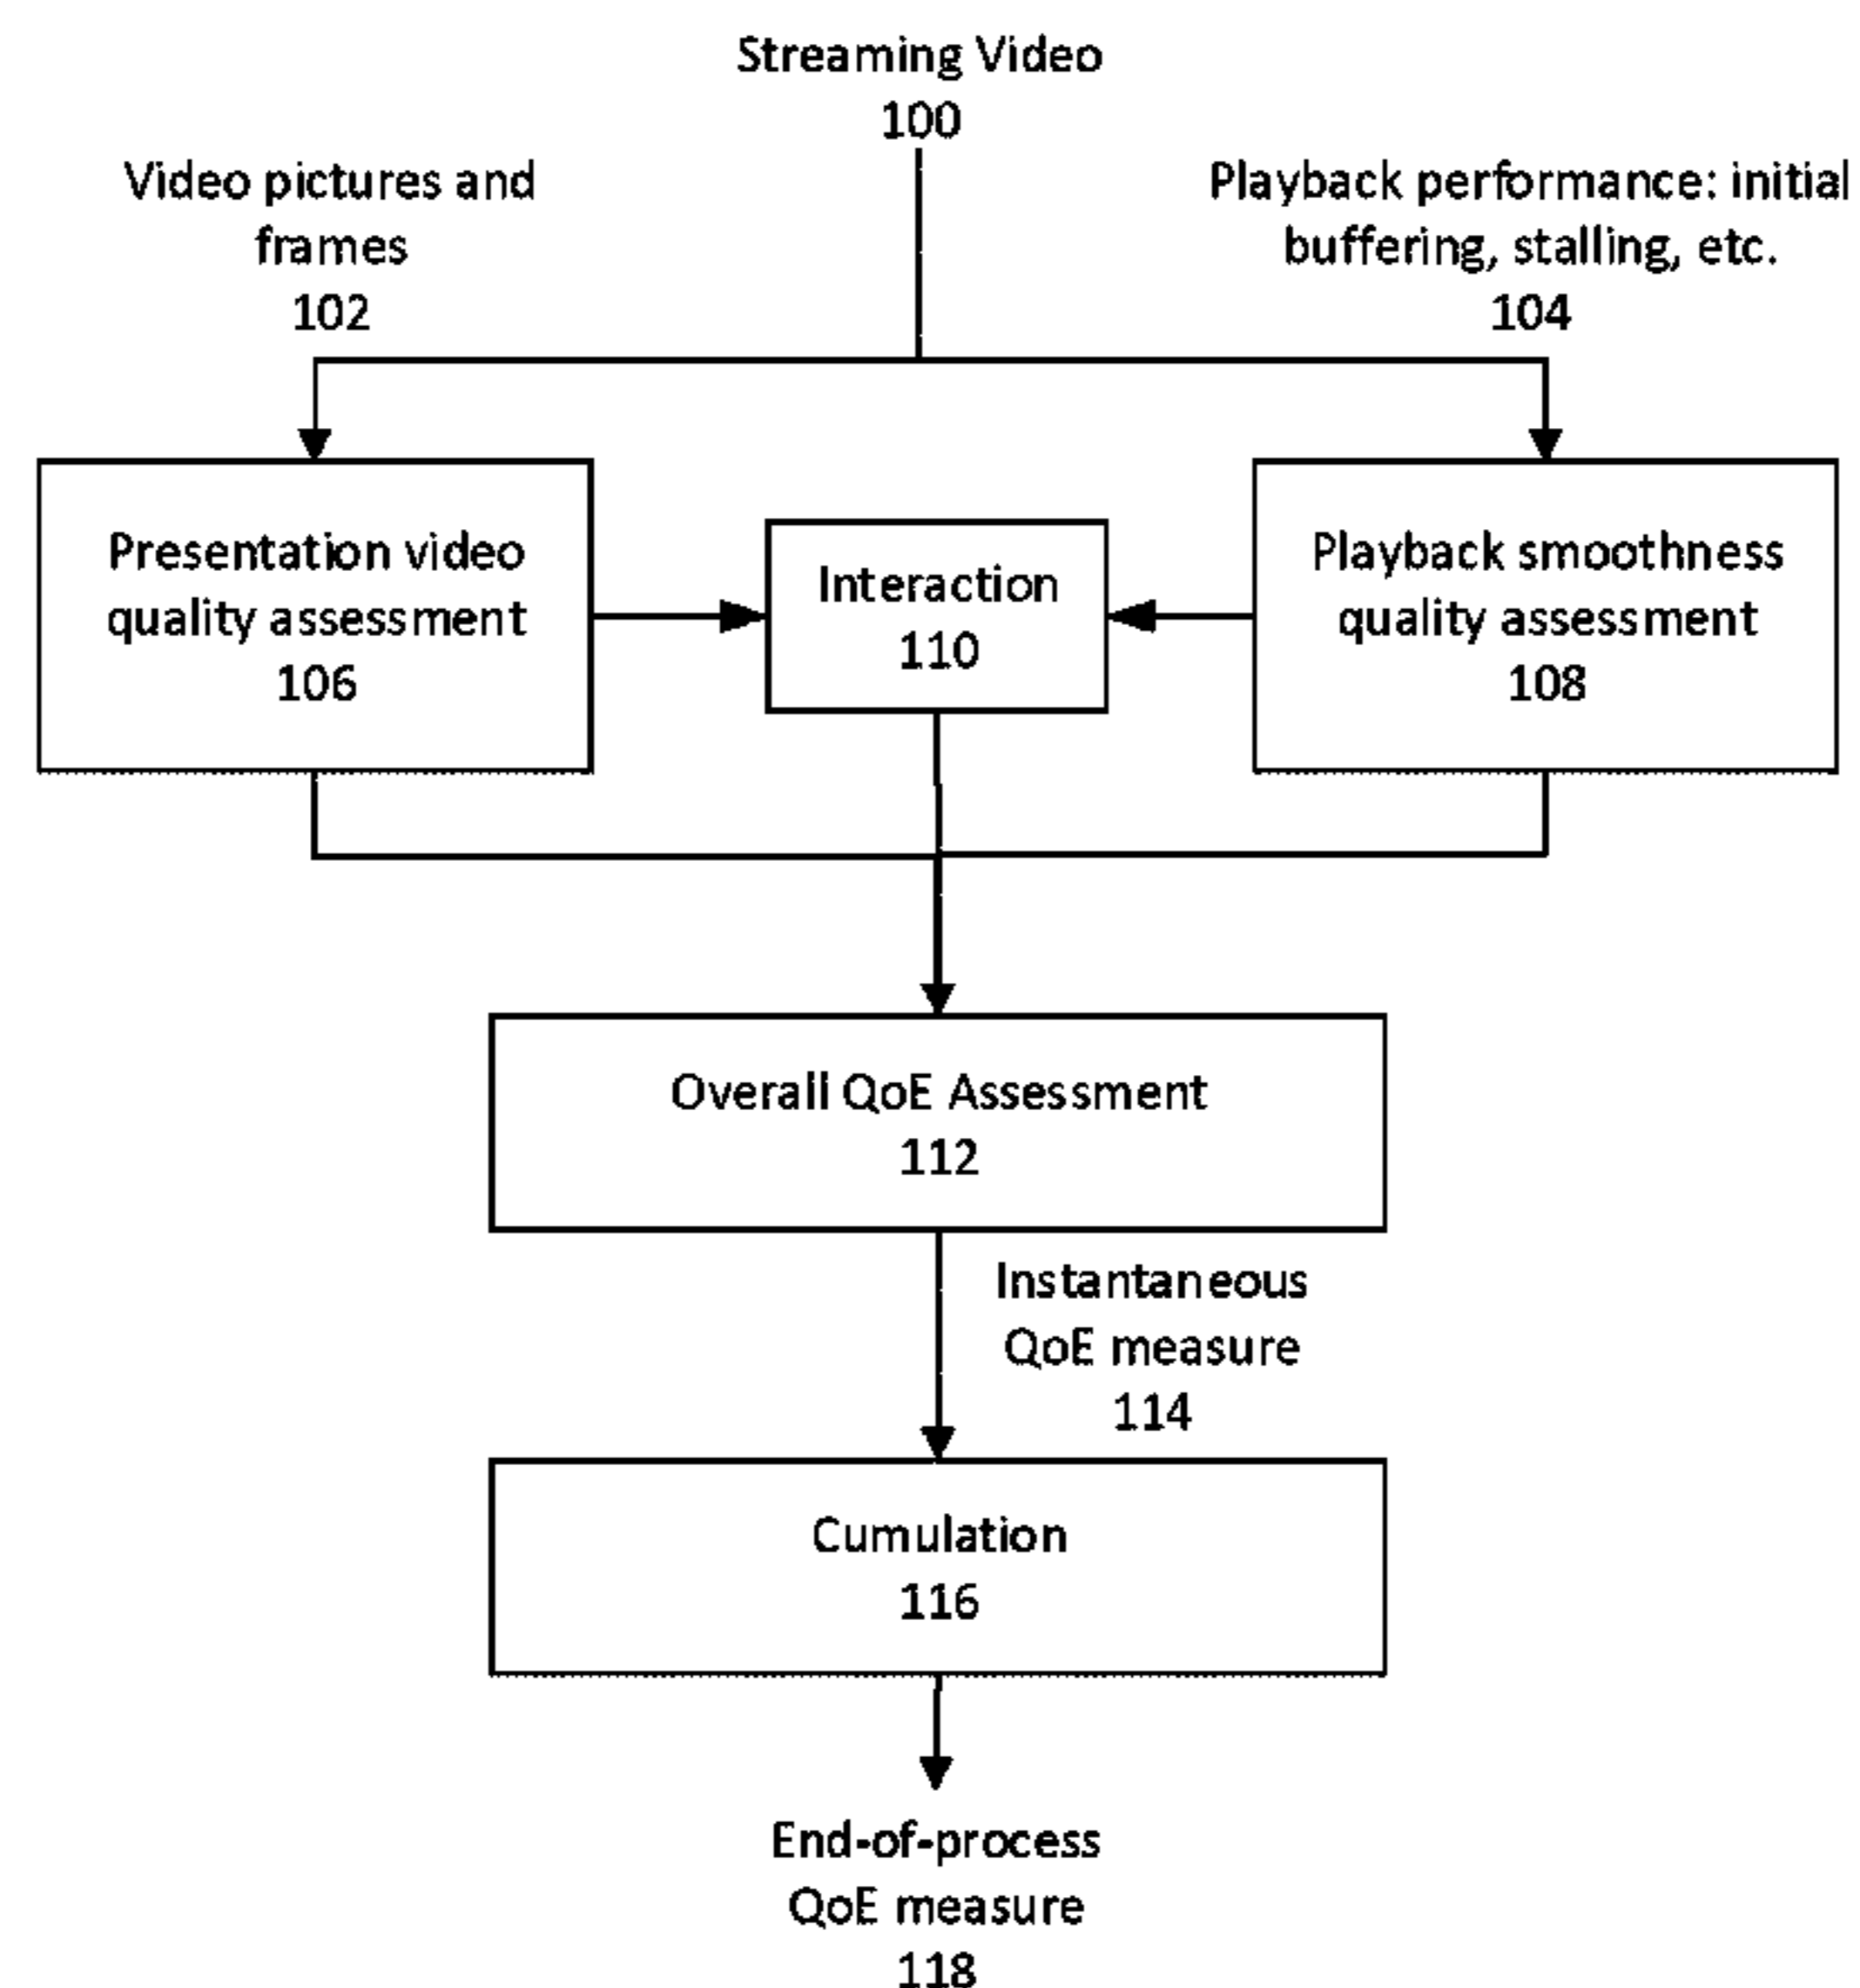 Streaming Video
100
Video pictures and
frames
102
Playback performance: initial
buffering, stalling, etc.
104
Presentation video
quality assessment
106
Interaction
110
Playback smoothness
quality assessment
108
Overall QoE Assessment
112
Instantaneous
QoE measure
114
Cumulation
116
End-of-process
QoE measure
118